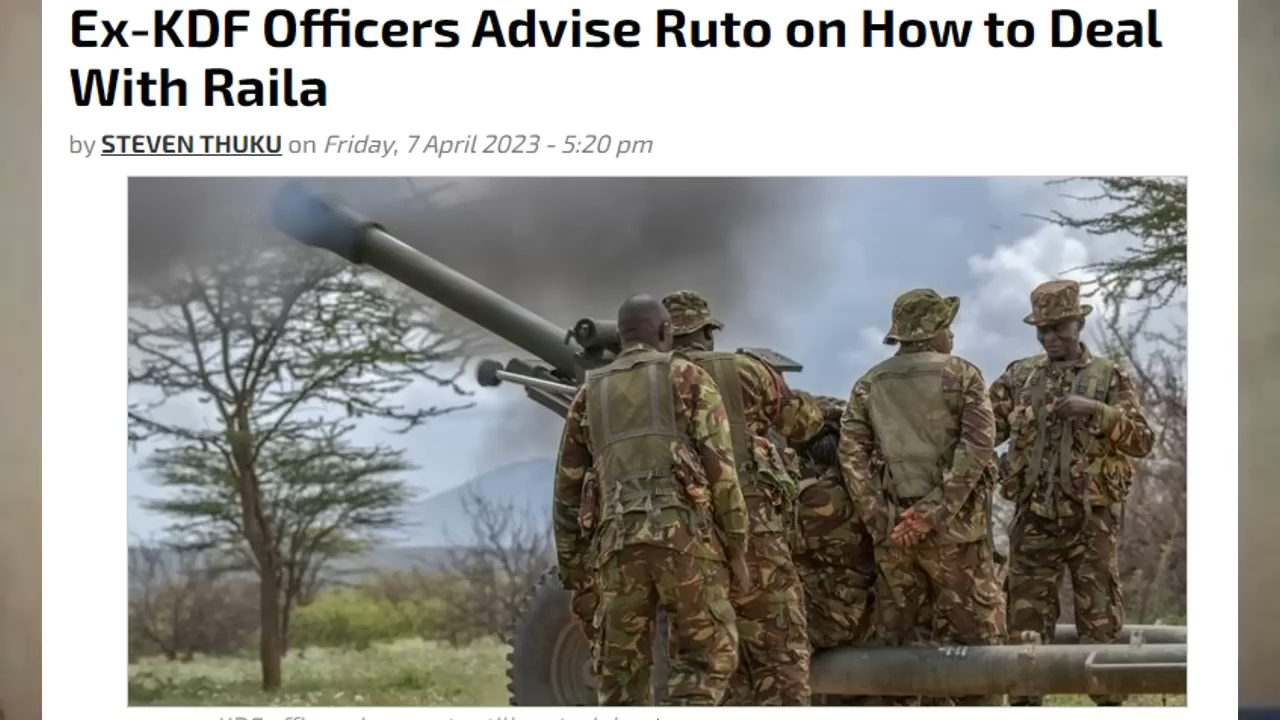 Ex-KDF Officers Advise Ruto on How to Deal
With Raila
by STEVEN THUKU on Friday, 7 April 2023 - 5:20 pm